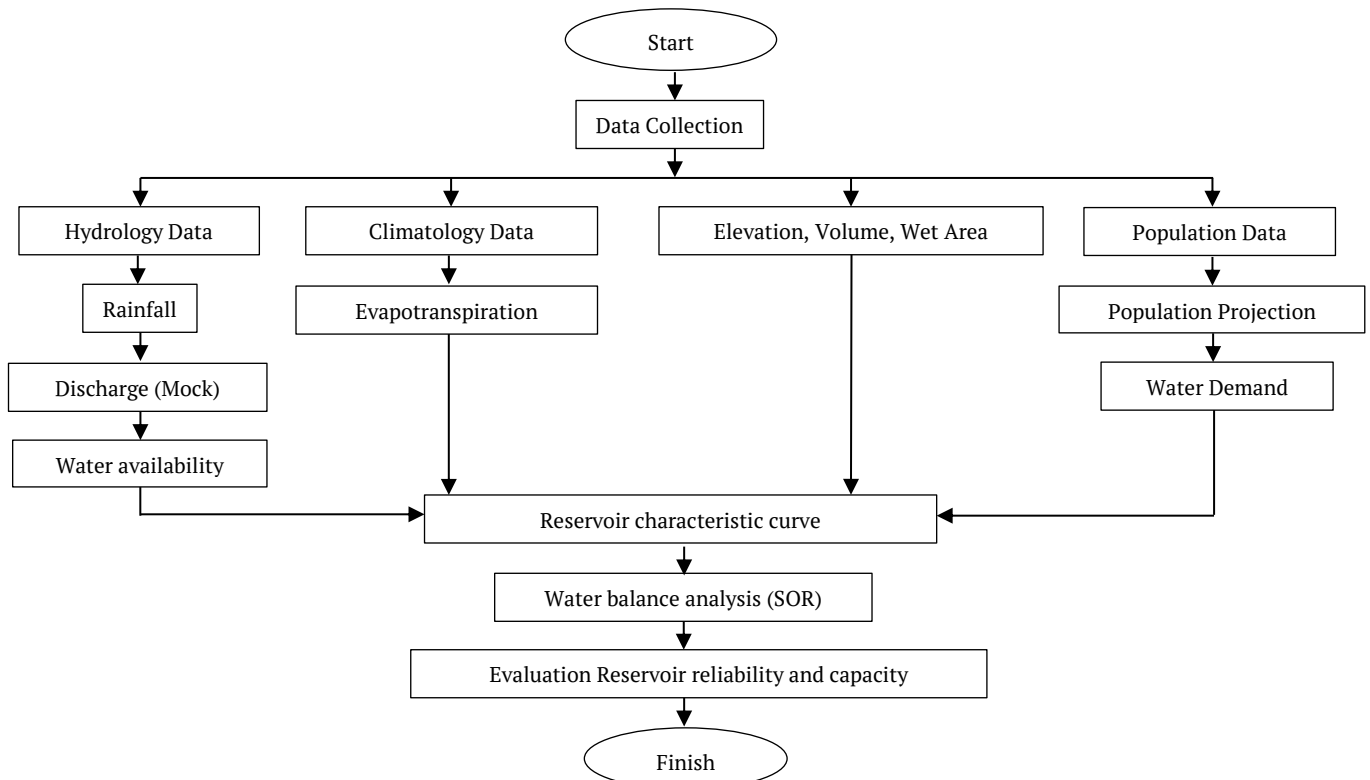 Start
Data Collection
Hydrology Data
Climatology Data
Elevation, Volume, Wet Area
Population Data
Rainfall
Evapotranspiration
Population Projection
Discharge (Mock)
Water Demand
Water availability
Reservoir characteristic curve
Water balance analysis (SOR)
Evaluation Reservoir reliability and capacity
Finish